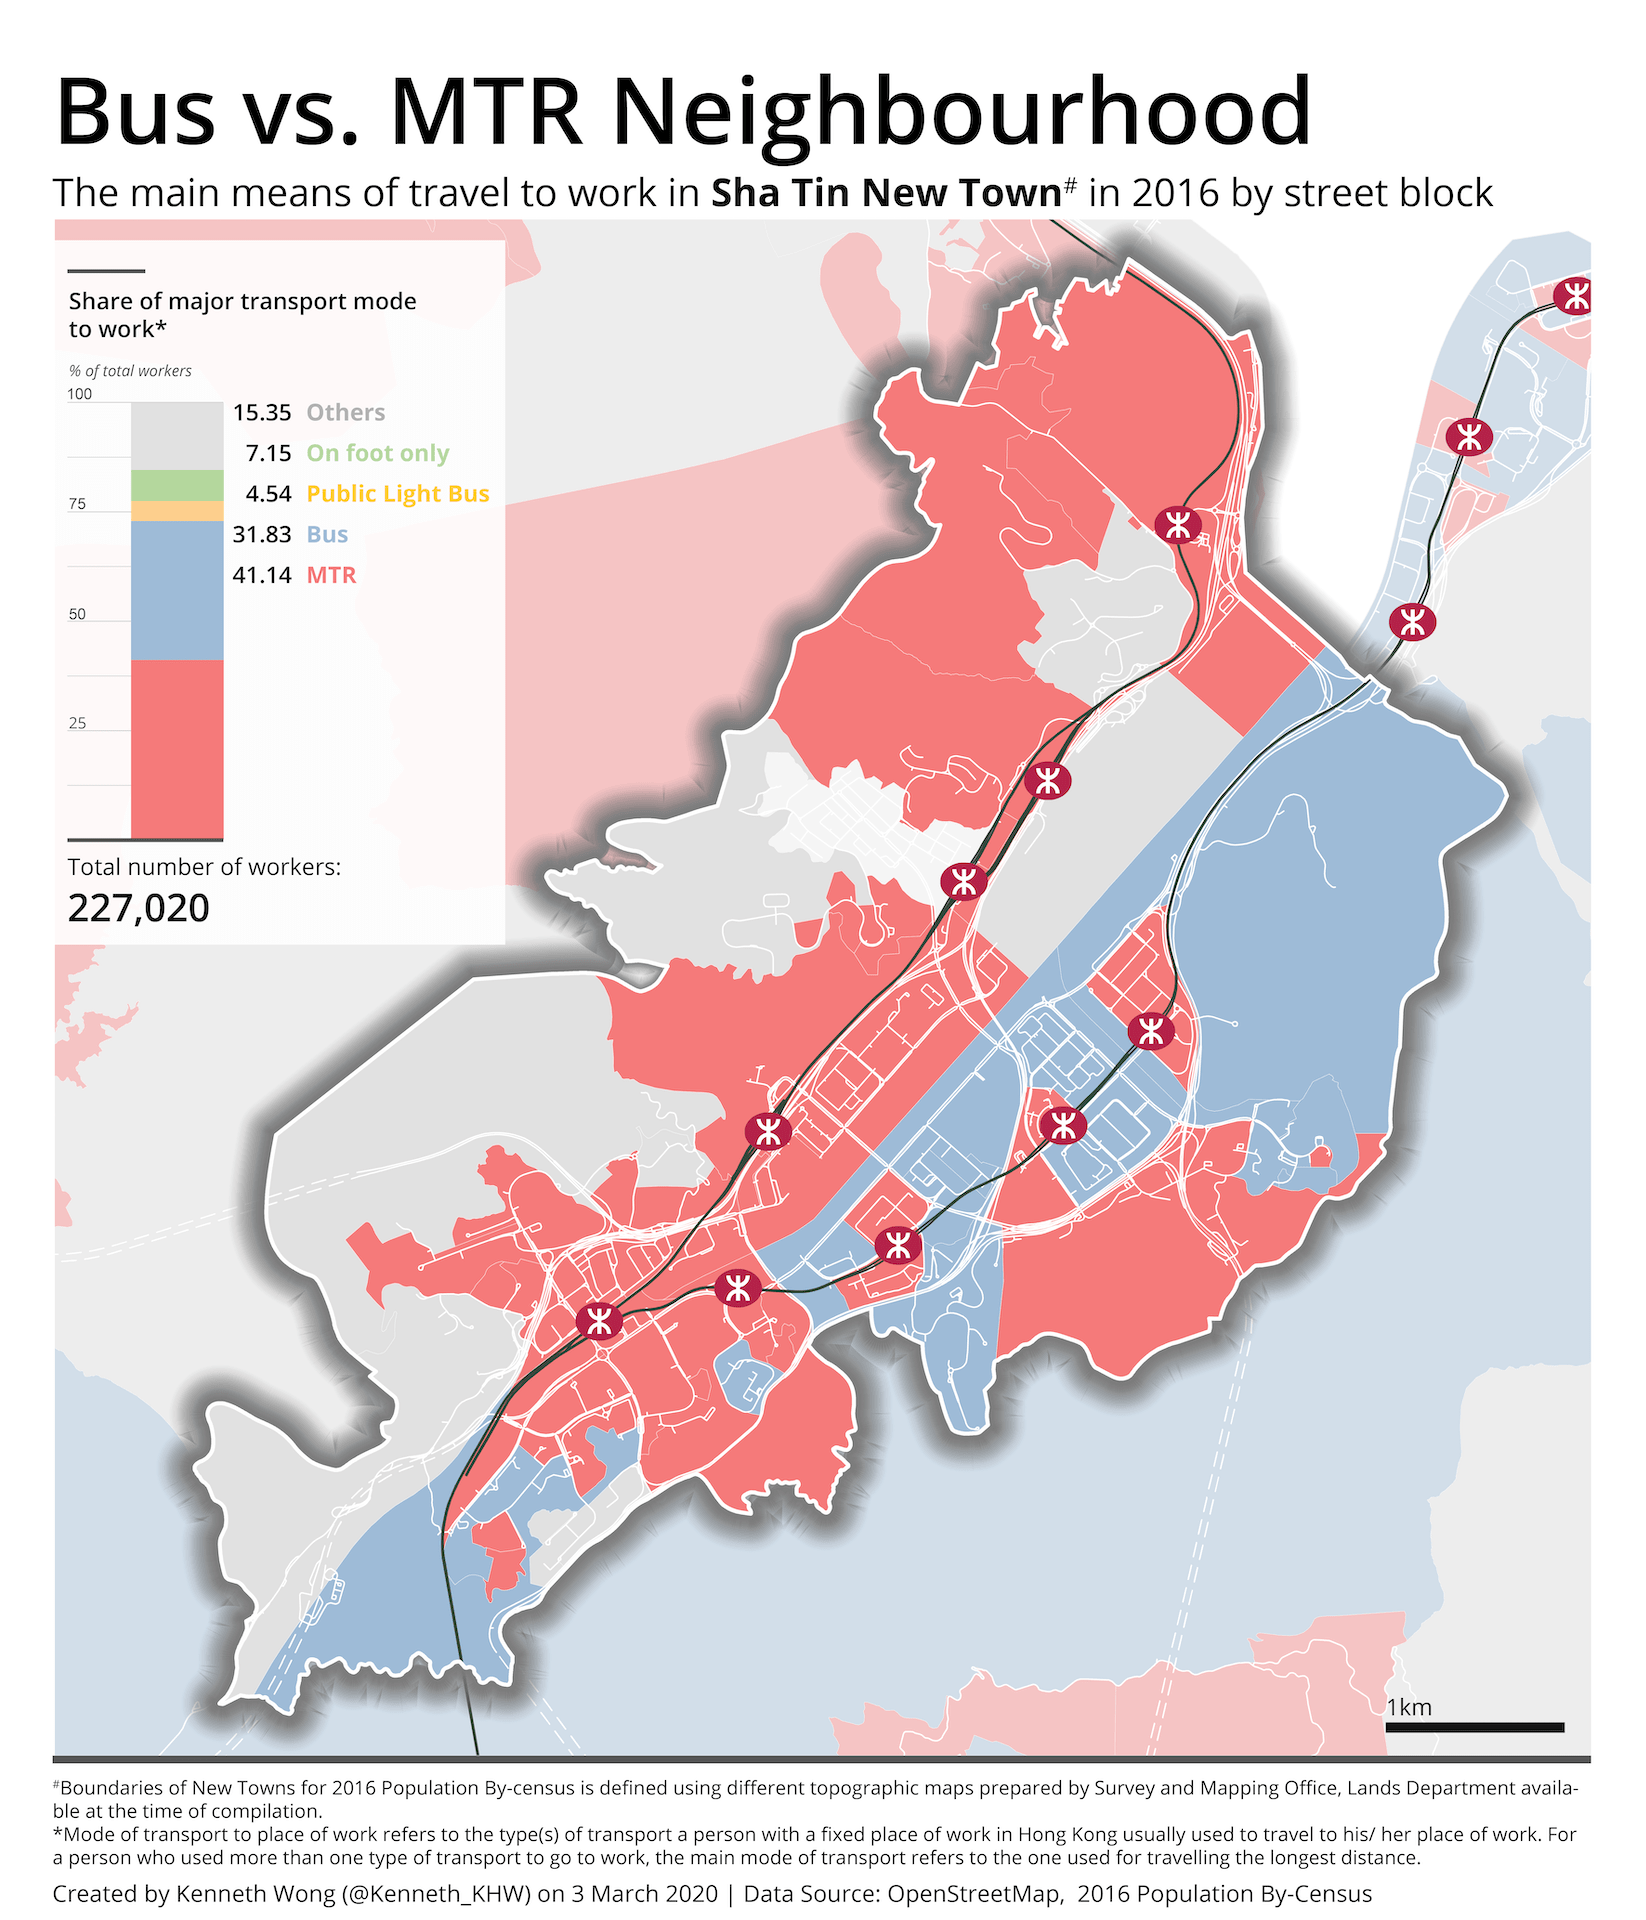 Bus vs. MTR Neighbourhood
The main means of travel to work in Sha Tin New Town# in 2016 by street block
Share of major transport mode
to work*
% of total workers
100
75
50
25
15.35 Others
7.15 On foot only
4.54 Public Light Bus
31.83 Bus
41.14 MTR
Total number of workers:
227,020
1km
#Boundaries of New Towns for 2016 Population By-census is defined using different topographic maps prepared by Survey and Mapping Office, Lands Department availa-
ble at the time of compilation.
*Mode of transport to place of work refers to the type(s) of transport a person with a fixed place of work in Hong Kong usually used to travel to his/ her place of work. For
a person who used more than one type of transport to go to work, the main mode of transport refers to the one used for travelling the longest distance.
Created by Kenneth Wong (@Kenneth_KHW) on 3 March 2020 | Data Source: OpenStreetMap,  2016 Population By-Census